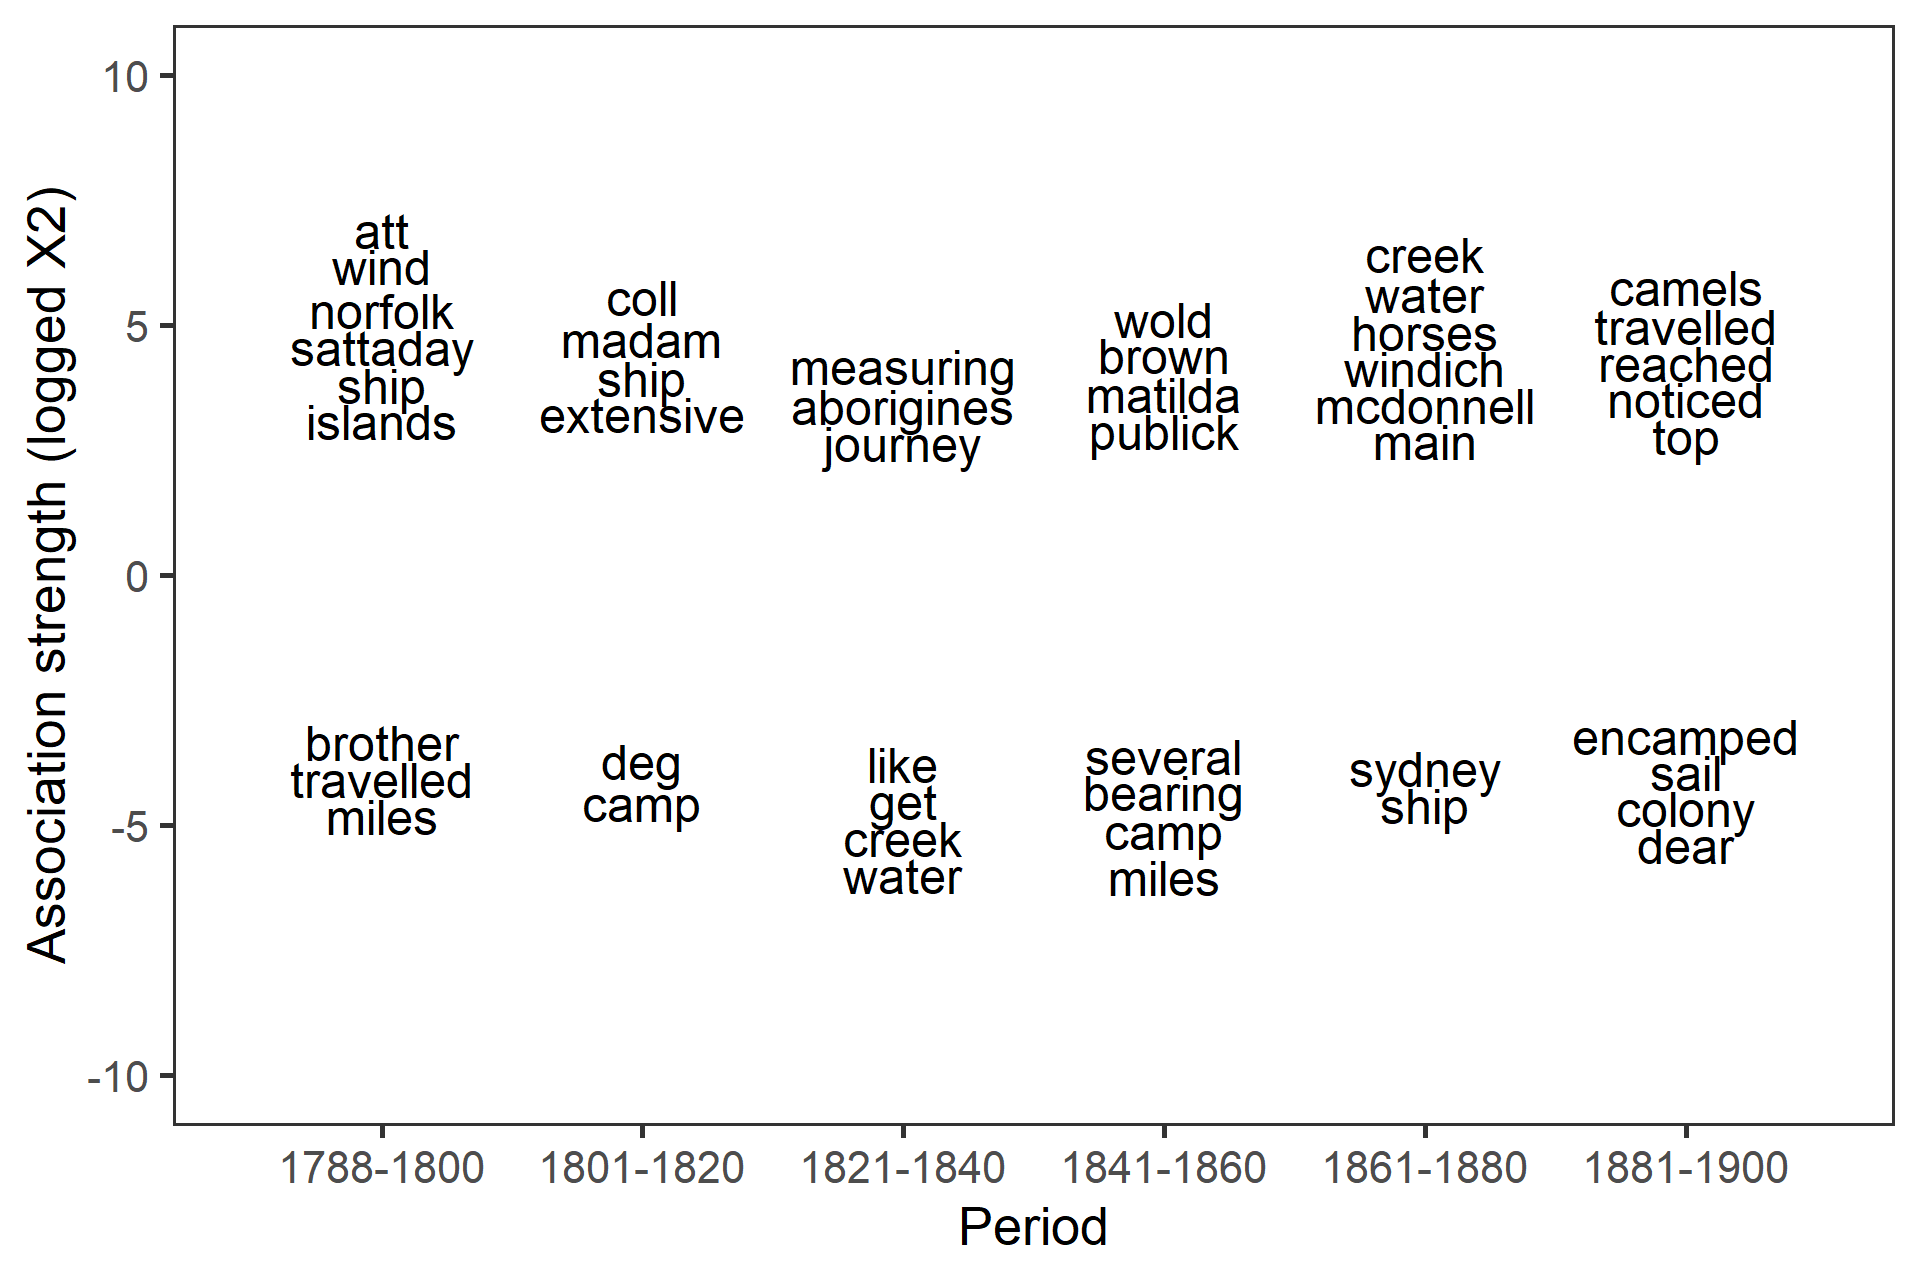 Association strength (logged X2)
10
5
0
-5
-10
att
wind
norfolk
sattaday
ship
islands
brother
travelled
miles
coll
madam
ship
extensive
deg
camp
measuring
aborigines
journey
like
get
creek
water
wold
brown
matilda
publick
several
bearing
camp
miles
creek
water
horses
windich
mcdonnell
main
sydney
ship
camels
travelled
reached
noticed
top
encamped
sail
colony
dear
1788-1800 1801-1820 1821-1840 1841-1860 1861-1880 1881-1900
Period